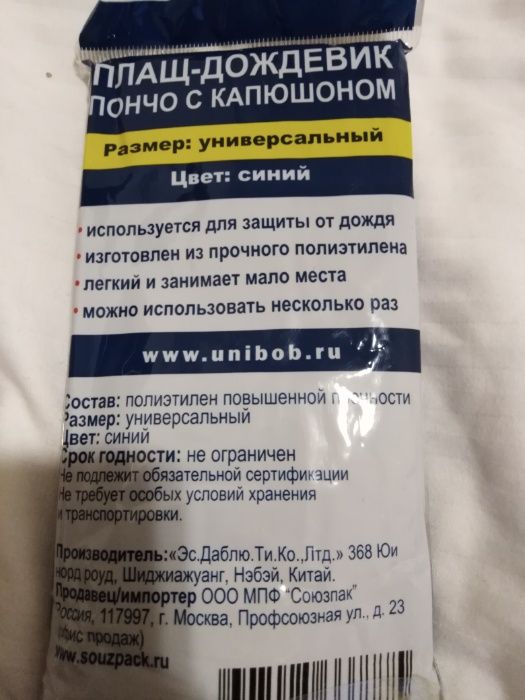 ПЛАЩ-ДОЖДЕВИК
ПОНЧО С КАПЮШОНОМ
Размер: универсальный
Цвет: синий
• используется для защиты от дождя
• изготовлен из прочного полиэтилена
• легкий и занимает мало места
• можно использовать несколько раз
www.unibob.ru
Состав: полиэтилен повышенной прочности
Размер: универсальный
Цвет: синий
Срок годности: не ограничен
Не подлежит обязательной сертификации
Не требует особых условий хранения
и транспортировки.
Производитель:«Эс.Даблю.Ти.Ко.,Лтд.» 368 Юи
норд роуд, Шиджиажуанг, Нэбэй, Китай.
Продавец/импортер ООО МПФ "Союзпак"
Россия, 117997, г. Москва, Профсоюзная ул., д. 23
(офис продаж)
www.souzpack.ru